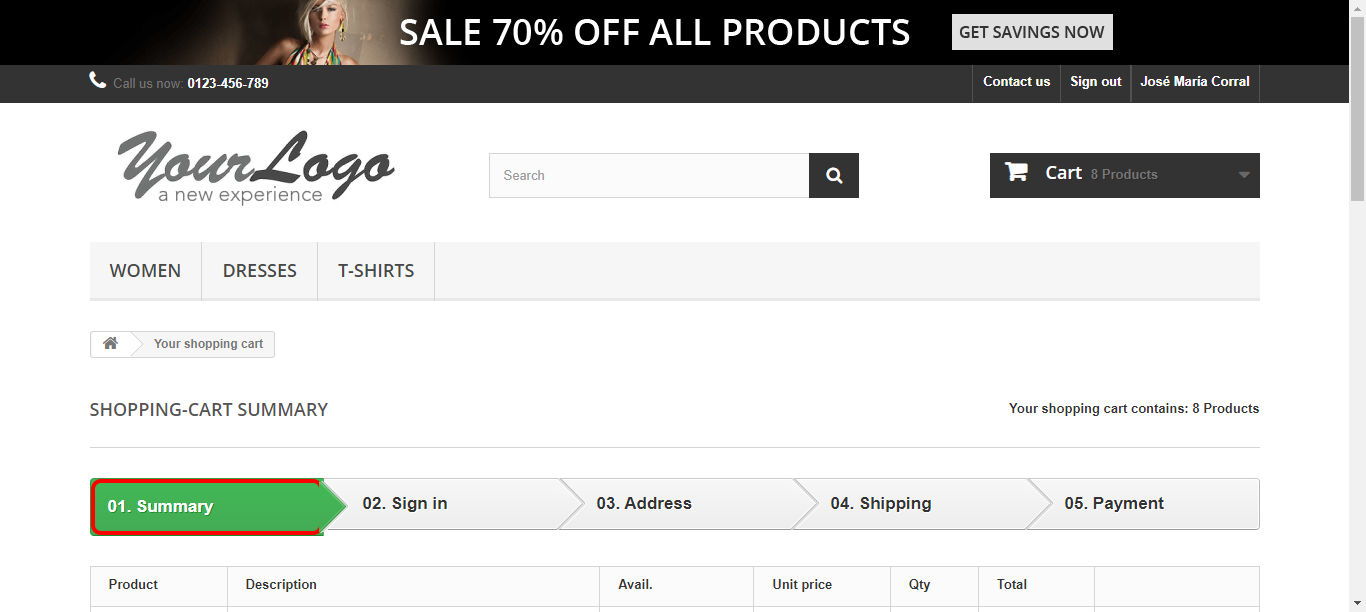 SALE 70% OFF ALL PRODUCTS GET SAVINGS NOW
Call us now: 0123-456-789 Contact us Sign out José María Corral
YourLogo
a new experience
Search Cart 8 Products
WOMEN DRESSES T-SHIRTS
Your shopping cart
SHOPPING-CART SUMMARY Your shopping cart contains: 8 Products
01. Summary 02. Sign in 03. Address 04. Shipping 05. Payment
Product Description Avail. Unit price Qty Total